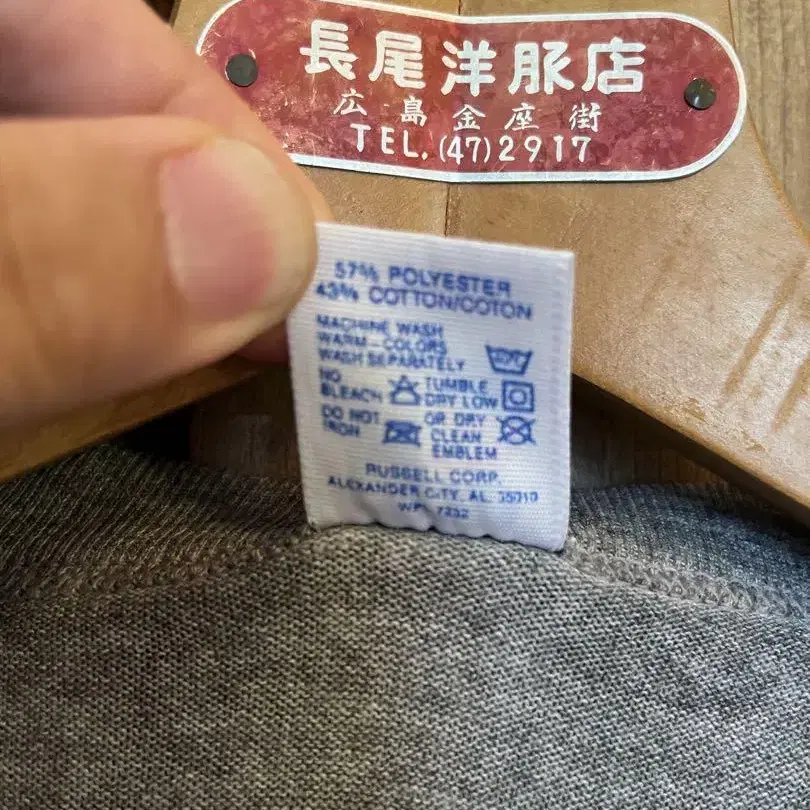 長尾洋服店
広島金座街
TEL.(47)2917
57% POLYESTER
43% COTTON/COTON
MACHINE WASH
WARM-COLORS
WASH SEPARATELY
NO
BLEACH
TUMBLE
DRY LOW
DO NOT
IRON
OR DRY
CLEAN
EMBLEM
RUSSELL CORP.
ALEXANDER CITY, AL. 35010
WPL 7232